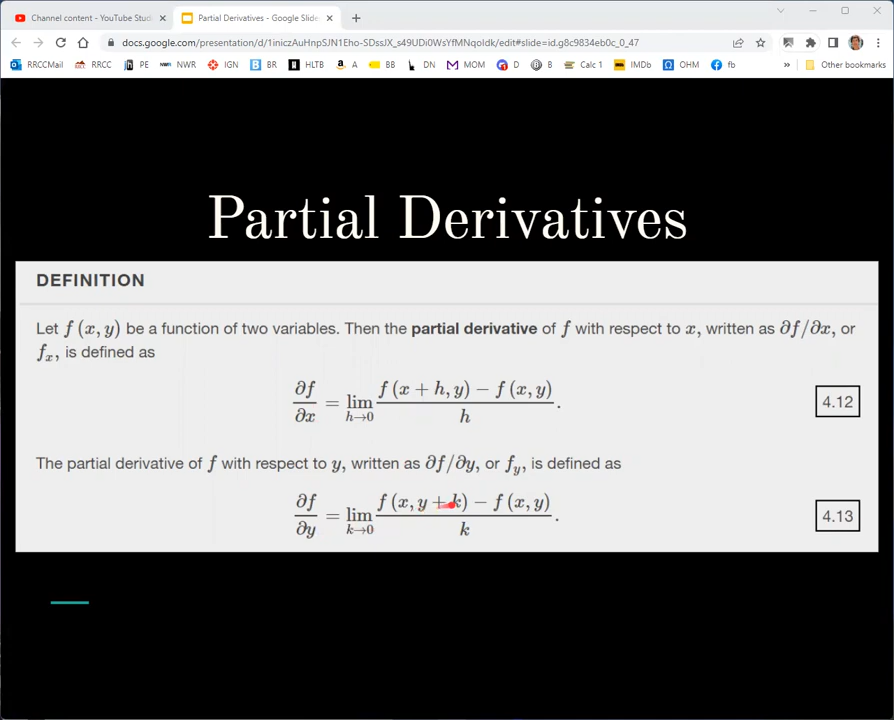 Channel content - YouTube Studi
Partial Derivatives - Google Slide
docs.google.com/presentation/d/1iniczAuHnpSJN1Eho-SDssJX_s49UDi0WsYfMNqoIdk/edit#slide=id.g8c9834eb0c_0_47
RRCCMail RRCC PE NWR IGN BR HLTB A BB DN MOM D B Calc 1 IMDb OHM fb » Other bookmarks
Partial Derivatives
DEFINITION
Let f (x, y) be a function of two variables. Then the partial derivative of f with respect to x, written as ∂f/∂x, or
fₓ, is defined as
∂f/∂x = lim h→0 (f (x + h, y) − f (x, y))/h. 4.12
The partial derivative of f with respect to y, written as ∂f/∂y, or f_y, is defined as
∂f/∂y = lim k→0 (f (x, y + k) − f (x, y))/k. 4.13